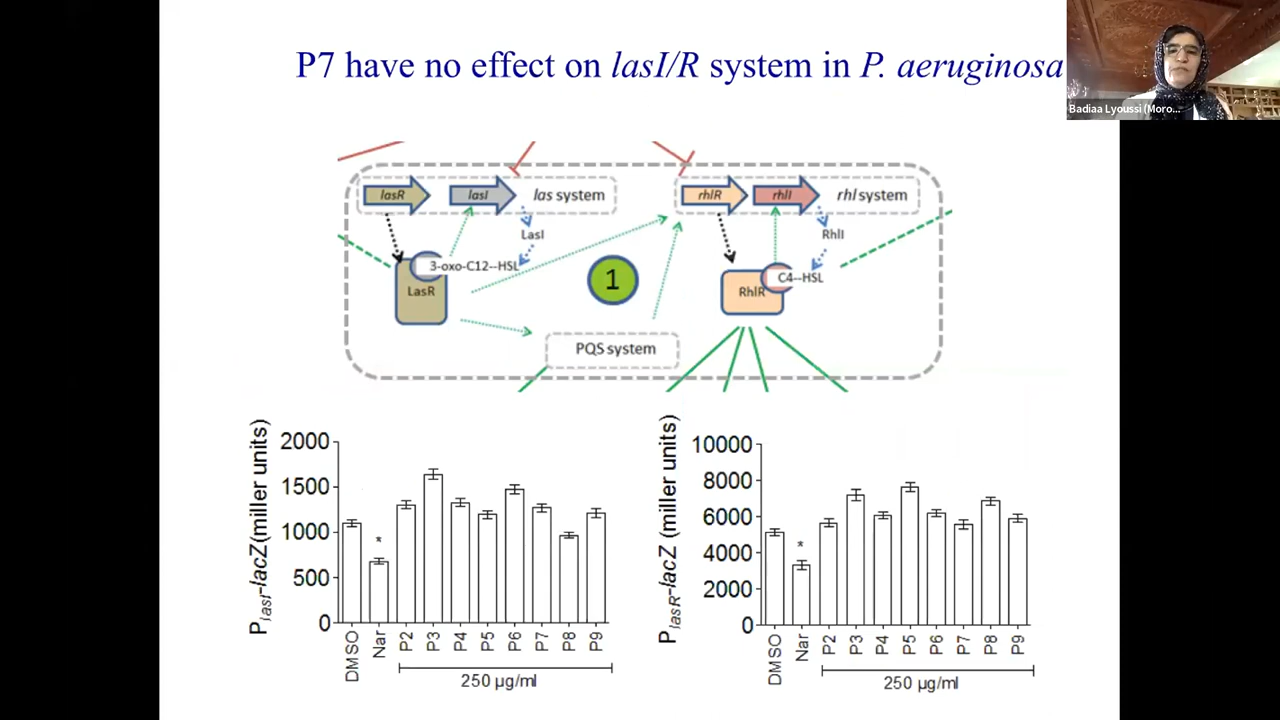 P7 have no effect on lasI/R system in P. aeruginosa
Badiaa Lyoussi (Moro...
lasR
lasI
las system
rhlR
rhlI
rhl system
LasI
RhlI
3-oxo-C12--HSL
C4--HSL
LasR
1
RhlR
PQS system
PlasI-lacZ(miller units)
2000
1500
1000
500
0
*
DMSO
Nar
P2
P3
P4
P5
P6
P7
P8
P9
250 µg/ml
PlasR-lacZ (miller units)
10000
8000
6000
4000
2000
0
*
DMSO
Nar
P2
P3
P4
P5
P6
P7
P8
P9
250 µg/ml